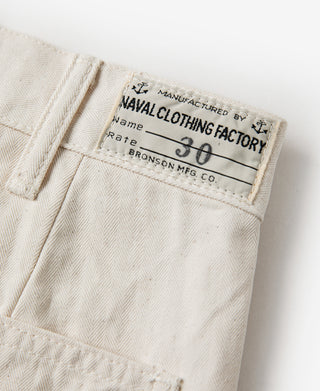 MANUFACTURED BY
NAVAL CLOTHING FACTORY
Name
Rate 30
BRONSON MFG. CO.